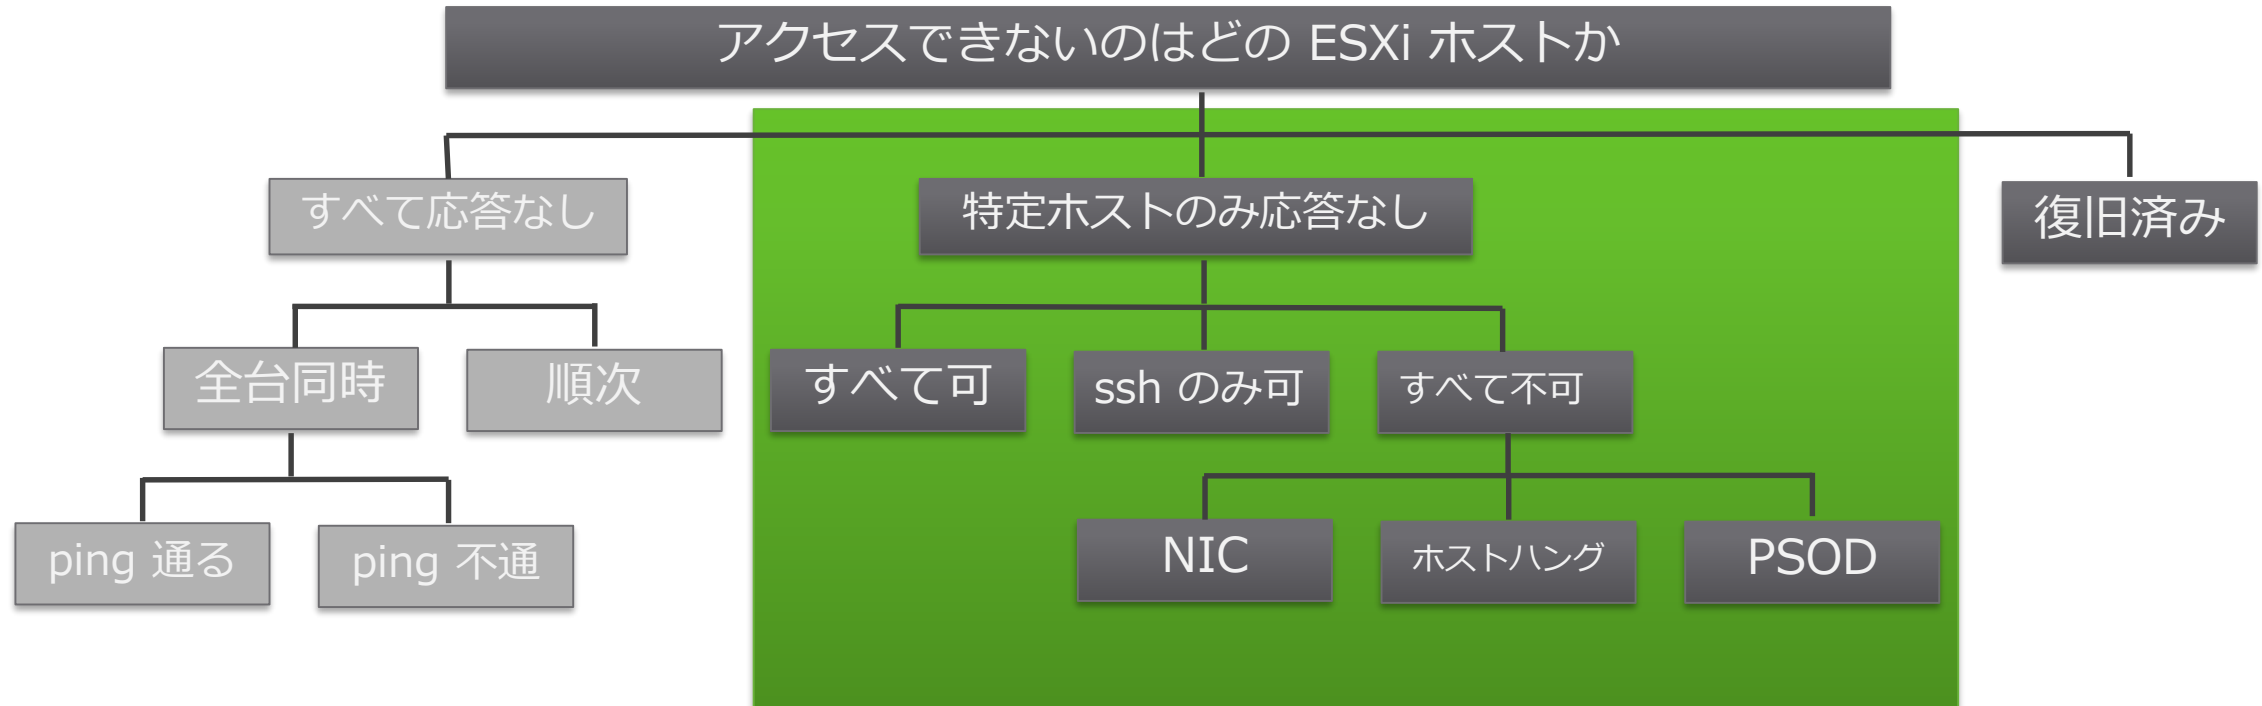 アクセスできないのはどの ESXi ホストか
すべて応答なし
特定ホストのみ応答なし
復旧済み
全台同時
順次
すべて可
ssh のみ可
すべて不可
ping 通る
ping 不通
NIC
ホストハング
PSOD